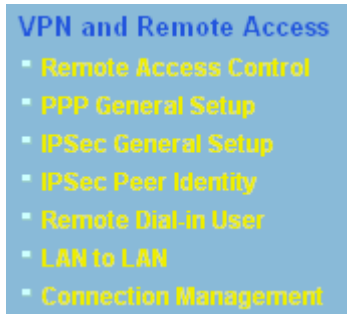 VPN and Remote Access
Remote Access Control
PPP General Setup
IPSec General Setup
IPSec Peer Identity
Remote Dial-in User
LAN to LAN
Connection Management